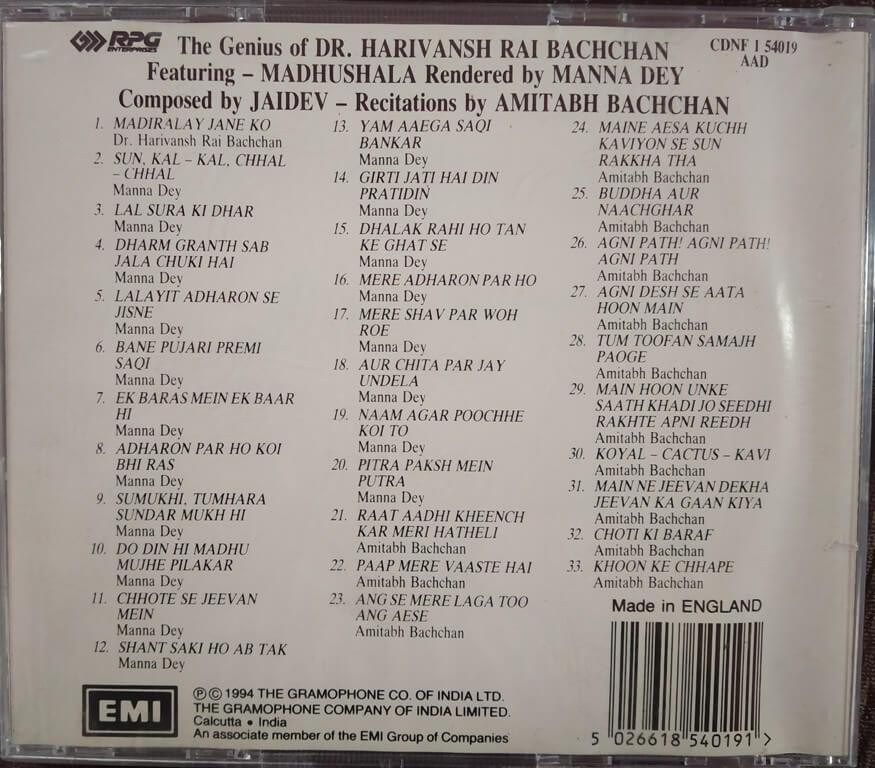 RPG
ENTERPRISES
The Genius of DR. HARIVANSH RAI BACHCHAN
CDNF 1 54019
AAD
Featuring – MADHUSHALA Rendered by MANNA DEY
Composed by JAIDEV – Recitations by AMITABH BACHCHAN
1. MADIRALAY JANE KO
Dr. Harivansh Rai Bachchan
2. SUN, KAL – KAL, CHHAL
– CHHAL
Manna Dey
3. LAL SURA KI DHAR
Manna Dey
4. DHARM GRANTH SAB
JALA CHUKI HAI
Manna Dey
5. LALAYIT ADHARON SE
JISNE
Manna Dey
6. BANE PUJARI PREMI
SAQI
Manna Dey
7. EK BARAS MEIN EK BAAR
HI
Manna Dey
8. ADHARON PAR HO KOI
BHI RAS
Manna Dey
9. SUMUKHI, TUMHARA
SUNDAR MUKH HI
Manna Dey
10. DO DIN HI MADHU
MUJHE PILAKAR
Manna Dey
11. CHHOTE SE JEEVAN
MEIN
Manna Dey
12. SHANT SAKI HO AB TAK
Manna Dey
13. YAM AAEGA SAQI
BANKAR
Manna Dey
14. GIRTI JATI HAI DIN
PRATIDIN
Manna Dey
15. DHALAK RAHI HO TAN
KE GHAT SE
Manna Dey
16. MERE ADHARON PAR HO
Manna Dey
17. MERE SHAV PAR WOH
ROE
Manna Dey
18. AUR CHITA PAR JAY
UNDELA
Manna Dey
19. NAAM AGAR POOCHHE
KOI TO
Manna Dey
20. PITRA PAKSH MEIN
PUTRA
Manna Dey
21. RAAT AADHI KHEENCH
KAR MERI HATHELI
Amitabh Bachchan
22. PAAP MERE VAASTE HAI
Amitabh Bachchan
23. ANG SE MERE LAGA TOO
ANG AESE
Amitabh Bachchan
24. MAINE AESA KUCHH
KAVIYON SE SUN
RAKKHA THA
Amitabh Bachchan
25. BUDDHA AUR
NAACHGHAR
Amitabh Bachchan
26. AGNI PATH! AGNI PATH!
AGNI PATH
Amitabh Bachchan
27. AGNI DESH SE AATA
HOON MAIN
Amitabh Bachchan
28. TUM TOOFAN SAMAJH
PAOGE
Amitabh Bachchan
29. MAIN HOON UNKE
SAATH KHADI JO SEEDHI
RAKHTE APNI REEDH
Amitabh Bachchan
30. KOYAL – CACTUS – KAVI
Amitabh Bachchan
31. MAIN NE JEEVAN DEKHA
JEEVAN KA GAAN KIYA
Amitabh Bachchan
32. CHOTI KI BARAF
Amitabh Bachchan
33. KHOON KE CHHAPE
Amitabh Bachchan
Made in ENGLAND
EMI
Ⓟ© 1994 THE GRAMOPHONE CO. OF INDIA LTD.
THE GRAMOPHONE COMPANY OF INDIA LIMITED.
Calcutta • India
An associate member of the EMI Group of Companies
5 026618 540191 >